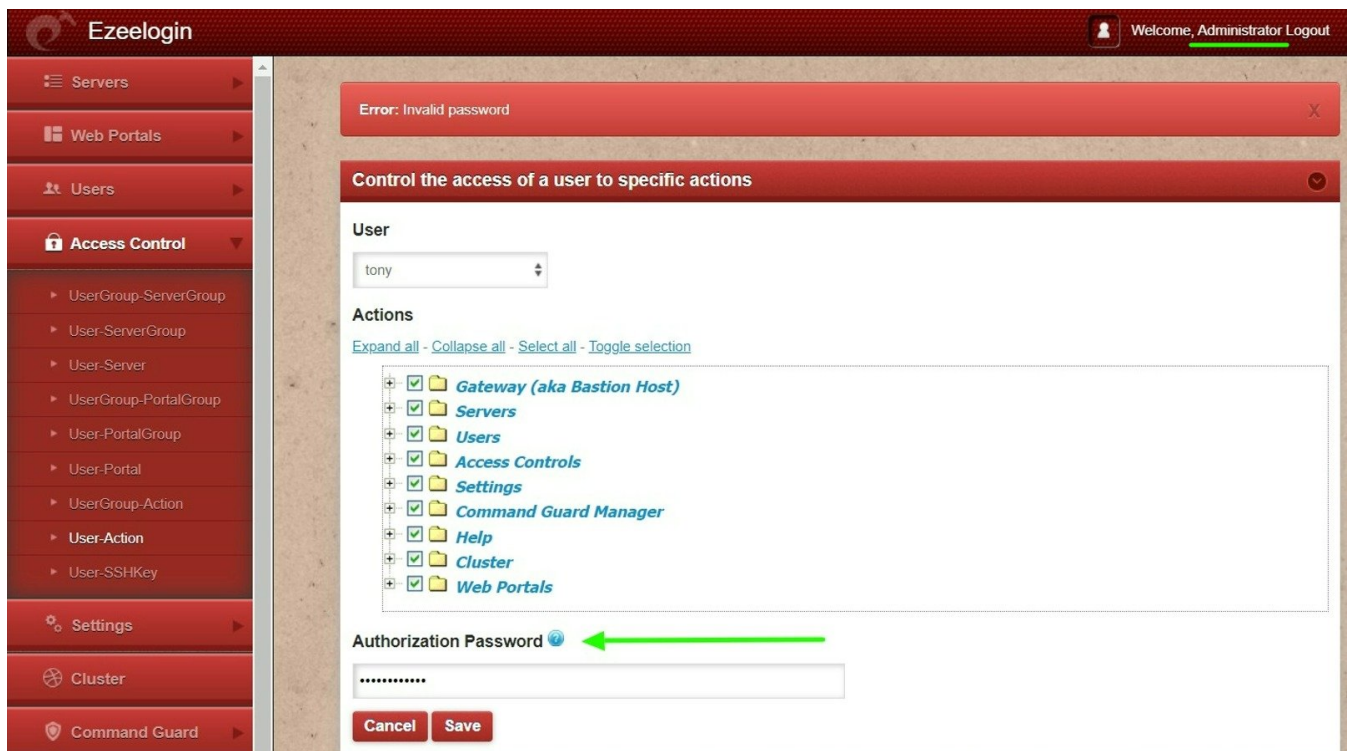 Ezeelogin
Welcome, Administrator Logout
Servers
Web Portals
Users
Access Control
UserGroup-ServerGroup
User-ServerGroup
User-Server
UserGroup-PortalGroup
User-PortalGroup
User-Portal
UserGroup-Action
User-Action
User-SSHKey
Settings
Cluster
Command Guard
Error: Invalid password
X
Control the access of a user to specific actions
User
tony
Actions
Expand all - Collapse all - Select all - Toggle selection
Gateway (aka Bastion Host)
Servers
Users
Access Controls
Settings
Command Guard Manager
Help
Cluster
Web Portals
Authorization Password ?
••••••••••••
Cancel Save